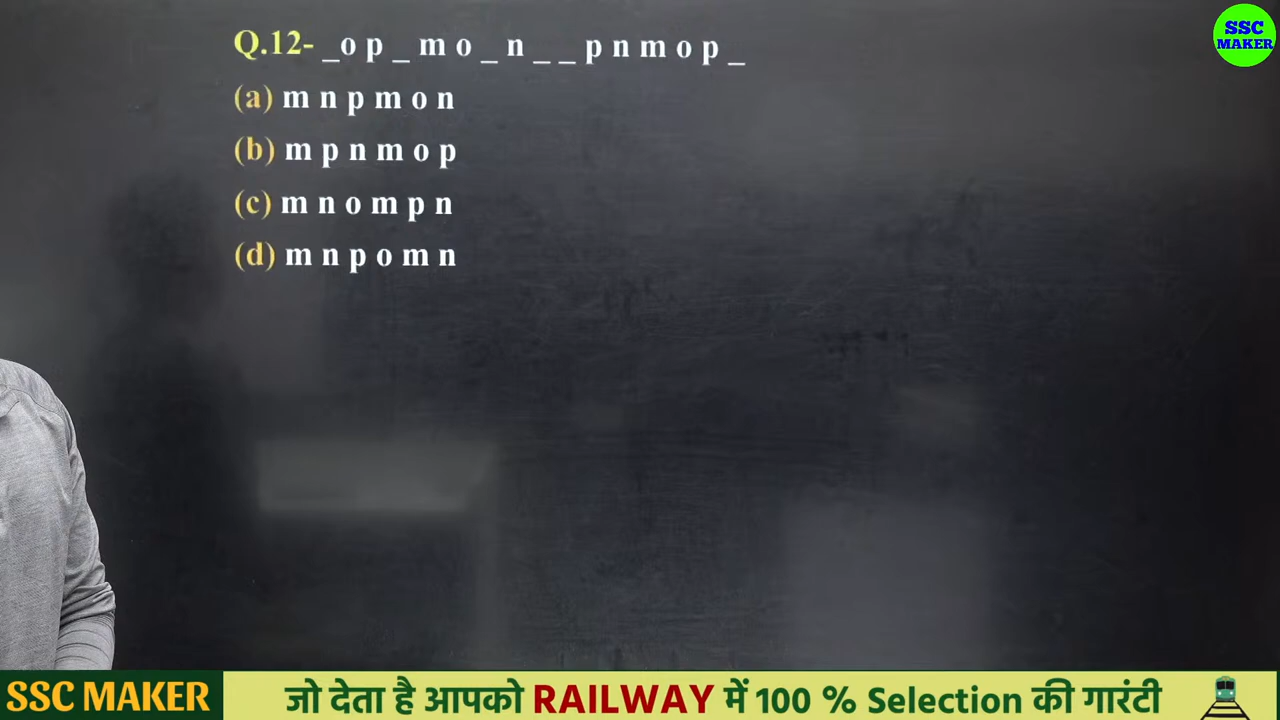 SSC
MAKER
Q.12- _ o p _ m o _ n _ _ p n m o p _
(a) m n p m o n
(b) m p n m o p
(c) m n o m p n
(d) m n p o m n
SSC MAKER
जो देता है आपको RAILWAY में 100 % Selection की गारंटी